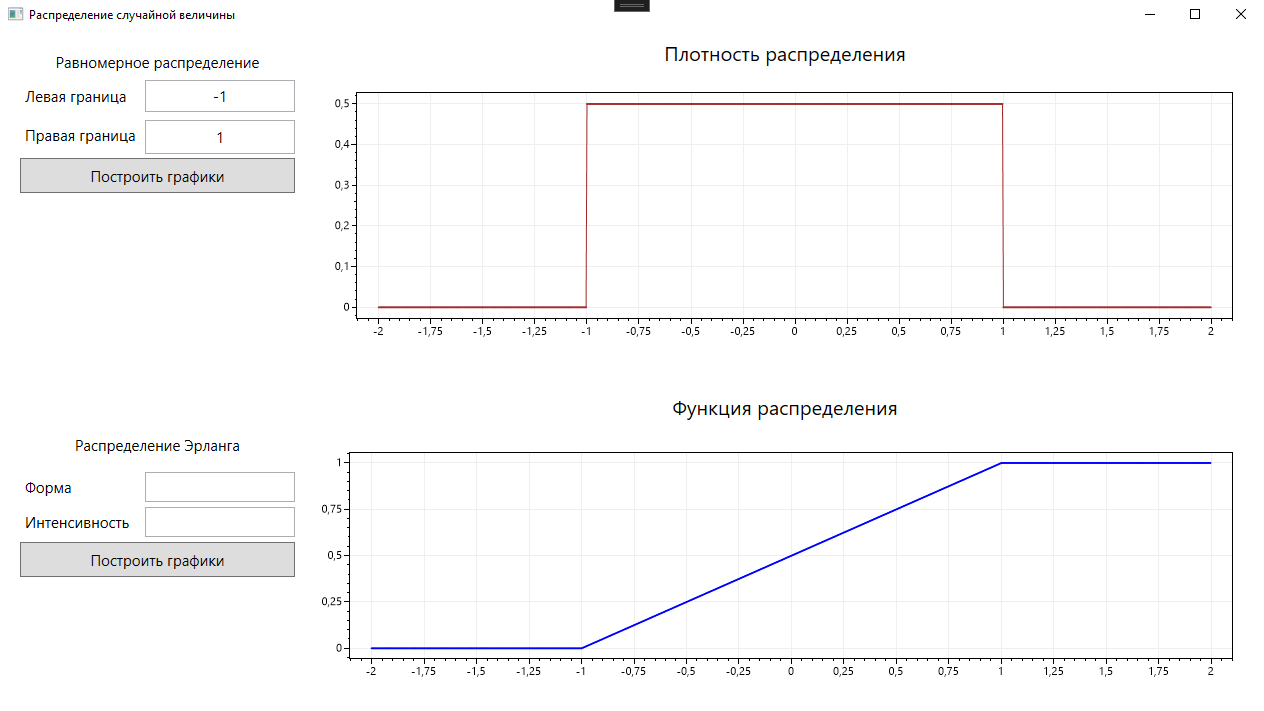 Распределение случайной величины
Равномерное распределение
Левая граница
-1
Правая граница
1
Построить графики
Плотность распределения
0,5
0,4
0,3
0,2
0,1
0
-2 -1,75 -1,5 -1,25 -1 -0,75 -0,5 -0,25 0 0,25 0,5 0,75 1 1,25 1,5 1,75 2
Распределение Эрланга
Форма
Интенсивность
Построить графики
Функция распределения
1
0,75
0,5
0,25
0
-2 -1,75 -1,5 -1,25 -1 -0,75 -0,5 -0,25 0 0,25 0,5 0,75 1 1,25 1,5 1,75 2